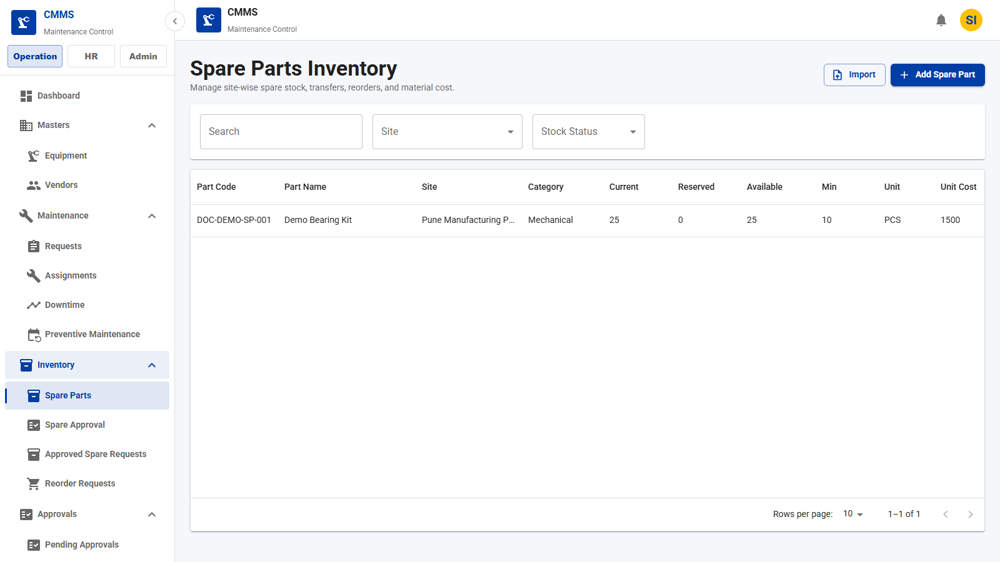 CMMS
Maintenance Control
Operation
HR
Admin
Dashboard
Masters
Equipment
Vendors
Maintenance
Requests
Assignments
Downtime
Preventive Maintenance
Inventory
Spare Parts
Spare Approval
Approved Spare Requests
Reorder Requests
Approvals
Pending Approvals
CMMS
Maintenance Control
SI
Spare Parts Inventory
Manage site-wise spare stock, transfers, reorders, and material cost.
Import
Add Spare Part
Search
Site
Stock Status
Part Code Part Name Site Category Current Reserved Available Min Unit Unit Cost
DOC-DEMO-SP-001 Demo Bearing Kit Pune Manufacturing P... Mechanical 25 0 25 10 PCS 1500
Rows per page: 10 1–1 of 1